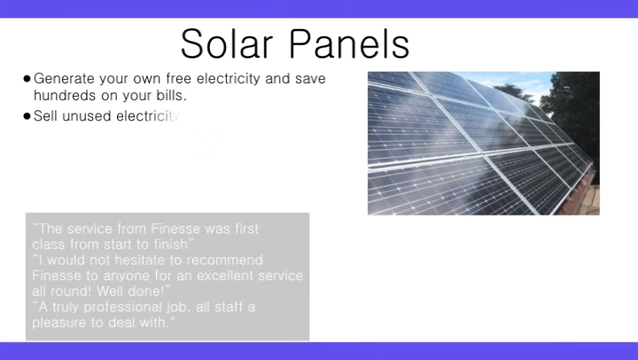 Solar Panels
●Generate your own free electricity and save
hundreds on your bills.
●Sell unused electricity
"The service from Finesse was first
class from start to finish"
"I would not hesitate to recommend
Finesse to anyone for an excellent service
all round! Well done!"
"A truly professional job. all staff a
pleasure to deal with."